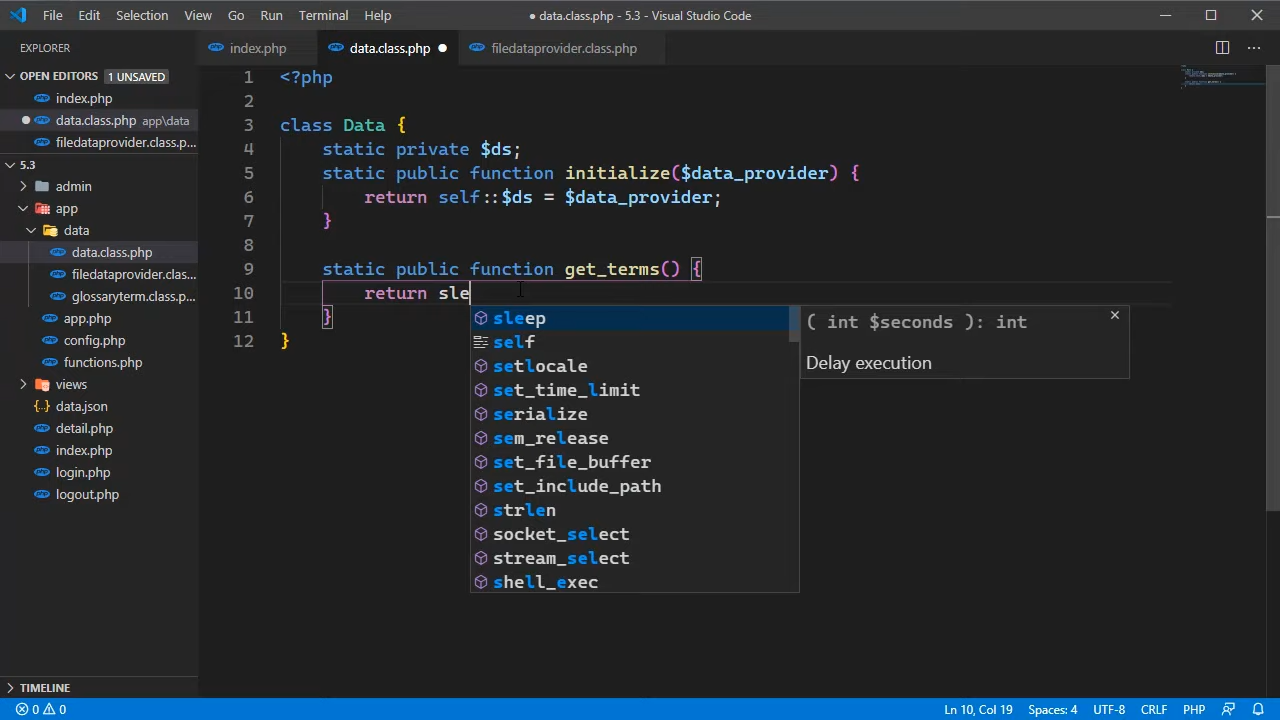 File Edit Selection View Go Run Terminal Help
● data.class.php - 5.3 - Visual Studio Code
EXPLORER
OPEN EDITORS 1 UNSAVED
index.php
data.class.php app\data
filedataprovider.class.p...
5.3
admin
app
data
data.class.php
filedataprovider.clas...
glossaryterm.class.p...
app.php
config.php
functions.php
views
data.json
detail.php
index.php
login.php
logout.php
TIMELINE
index.php data.class.php ● filedataprovider.class.php
1 <?php
2
3 class Data {
4 static private $ds;
5 static public function initialize($data_provider) {
6 return self::$ds = $data_provider;
7 }
8
9 static public function get_terms() {
10 return sle
11 }
12 }
sleep
self
setlocale
set_time_limit
serialize
sem_release
set_file_buffer
set_include_path
strlen
socket_select
stream_select
shell_exec
( int $seconds ): int
Delay execution
0 0 Ln 10, Col 19 Spaces: 4 UTF-8 CRLF PHP